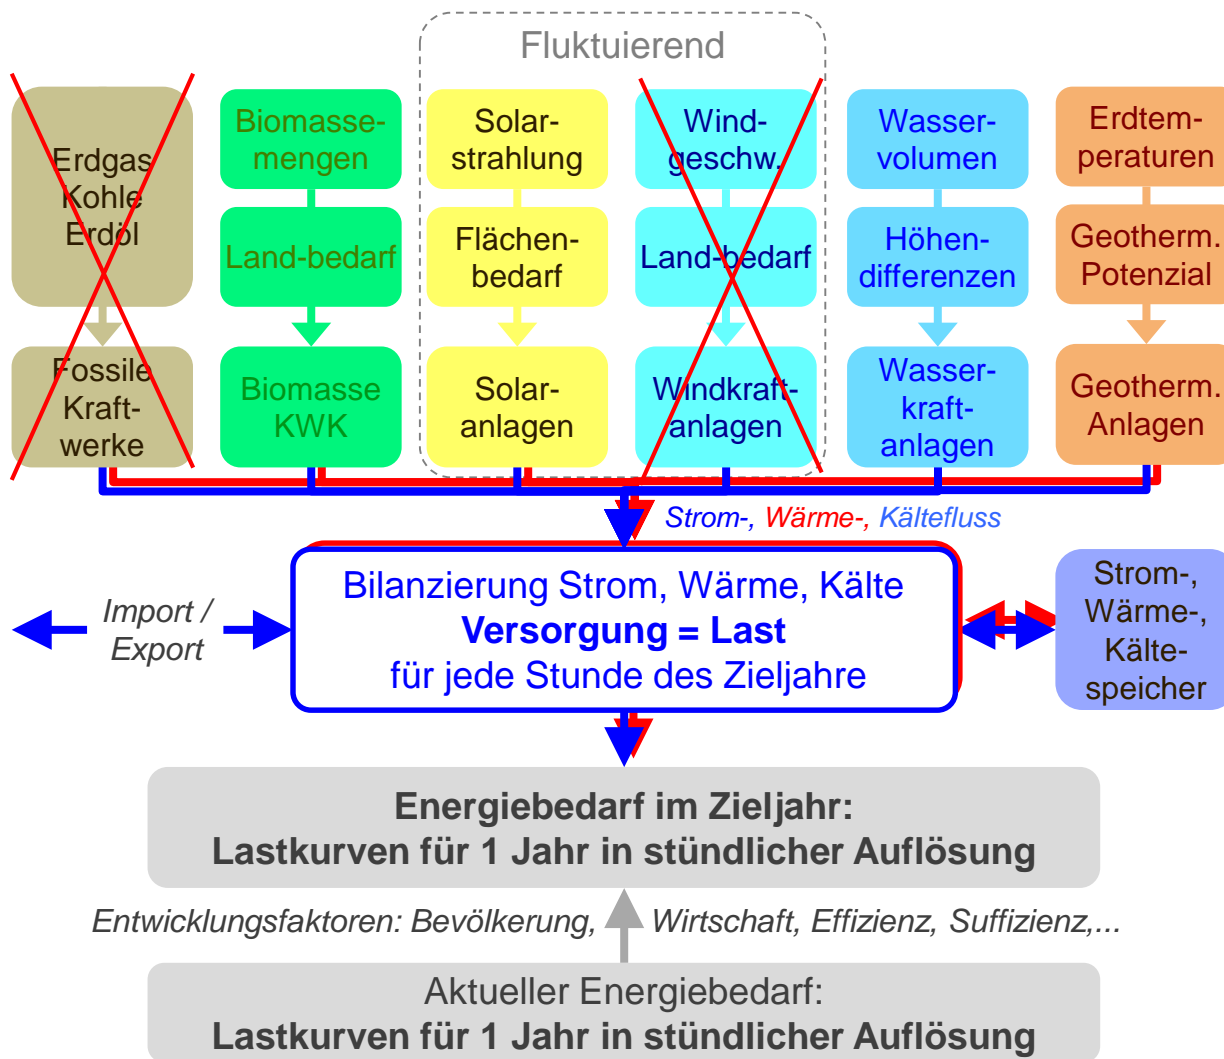 Fluktuierend
Erdgas
Kohle
Erdöl
Fossile
Kraft-
werke
Biomasse-
mengen
Land-bedarf
Biomasse
KWK
Solar-
strahlung
Flächen-
bedarf
Solar-
anlagen
Wind-
geschw.
Land-bedarf
Windkraft-
anlagen
Wasser-
volumen
Höhen-
differenzen
Wasser-
kraft-
anlagen
Erdtem-
peraturen
Geotherm.
Potenzial
Geotherm.
Anlagen
Strom-, Wärme-, Kältefluss
Import /
Export
Bilanzierung Strom, Wärme, Kälte
Versorgung = Last
für jede Stunde des Zieljahre
Strom-,
Wärme-,
Kälte-
speicher
Energiebedarf im Zieljahr:
Lastkurven für 1 Jahr in stündlicher Auflösung
Entwicklungsfaktoren: Bevölkerung, Wirtschaft, Effizienz, Suffizienz,...
Aktueller Energiebedarf:
Lastkurven für 1 Jahr in stündlicher Auflösung